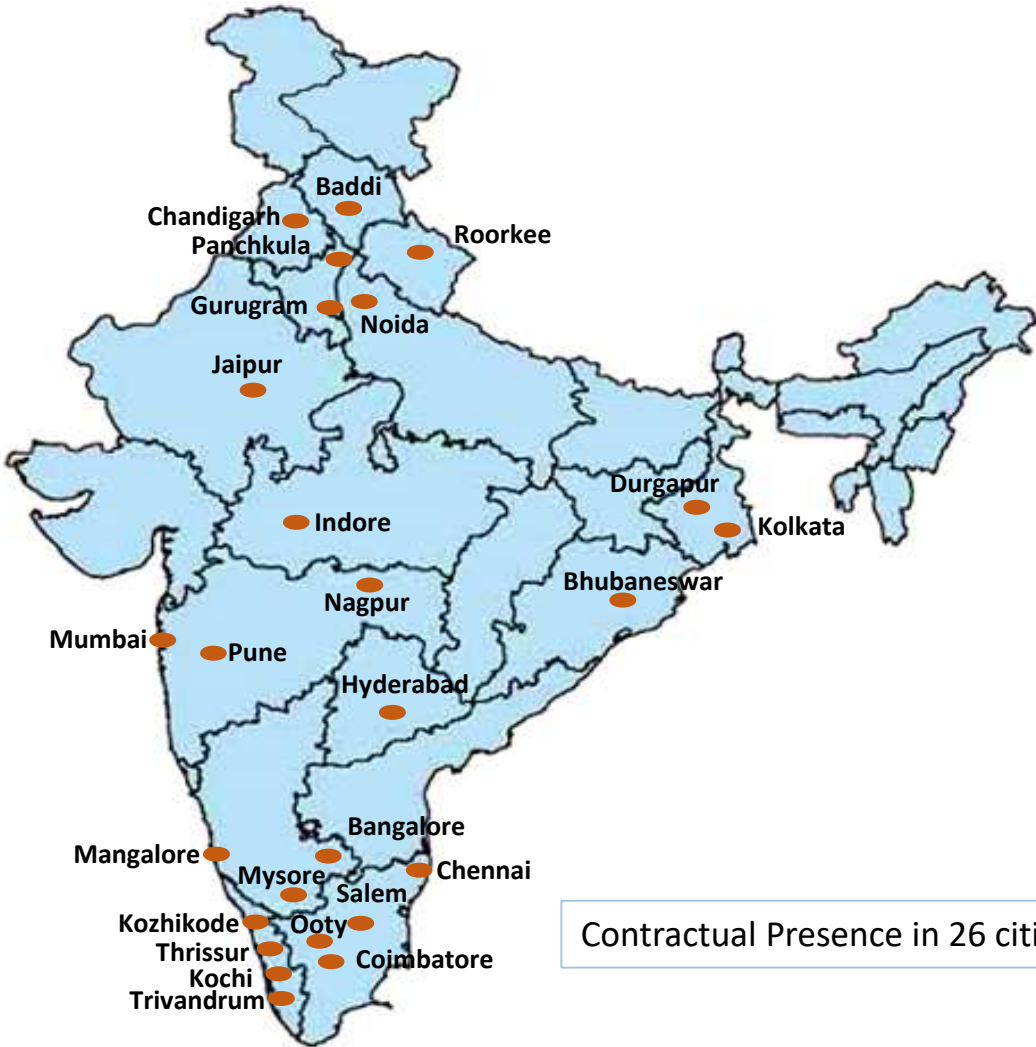 Baddi
Chandigarh
Roorkee
Panchkula
Gurugram
Noida
Jaipur
Durgapur
Indore
Kolkata
Bhubaneswar
Nagpur
Mumbai
Pune
Hyderabad
Bangalore
Mangalore
Chennai
Mysore
Salem
Kozhikode
Ooty
Thrissur
Coimbatore
Kochi
Trivandrum
Contractual Presence in 26 citi